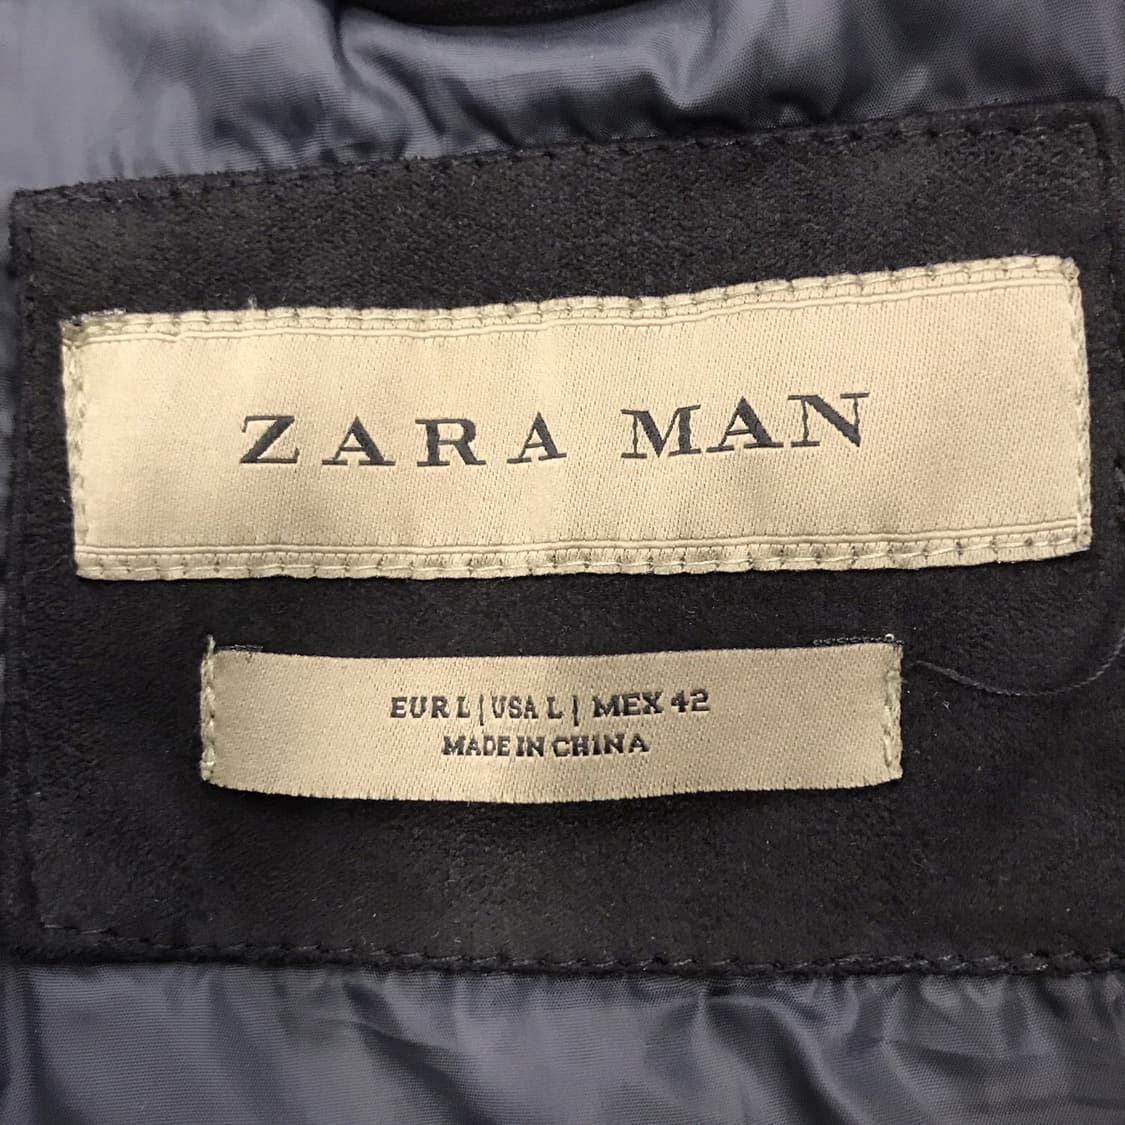 ZARA MAN
EUR L | USA L | MEX 42
MADE IN CHINA